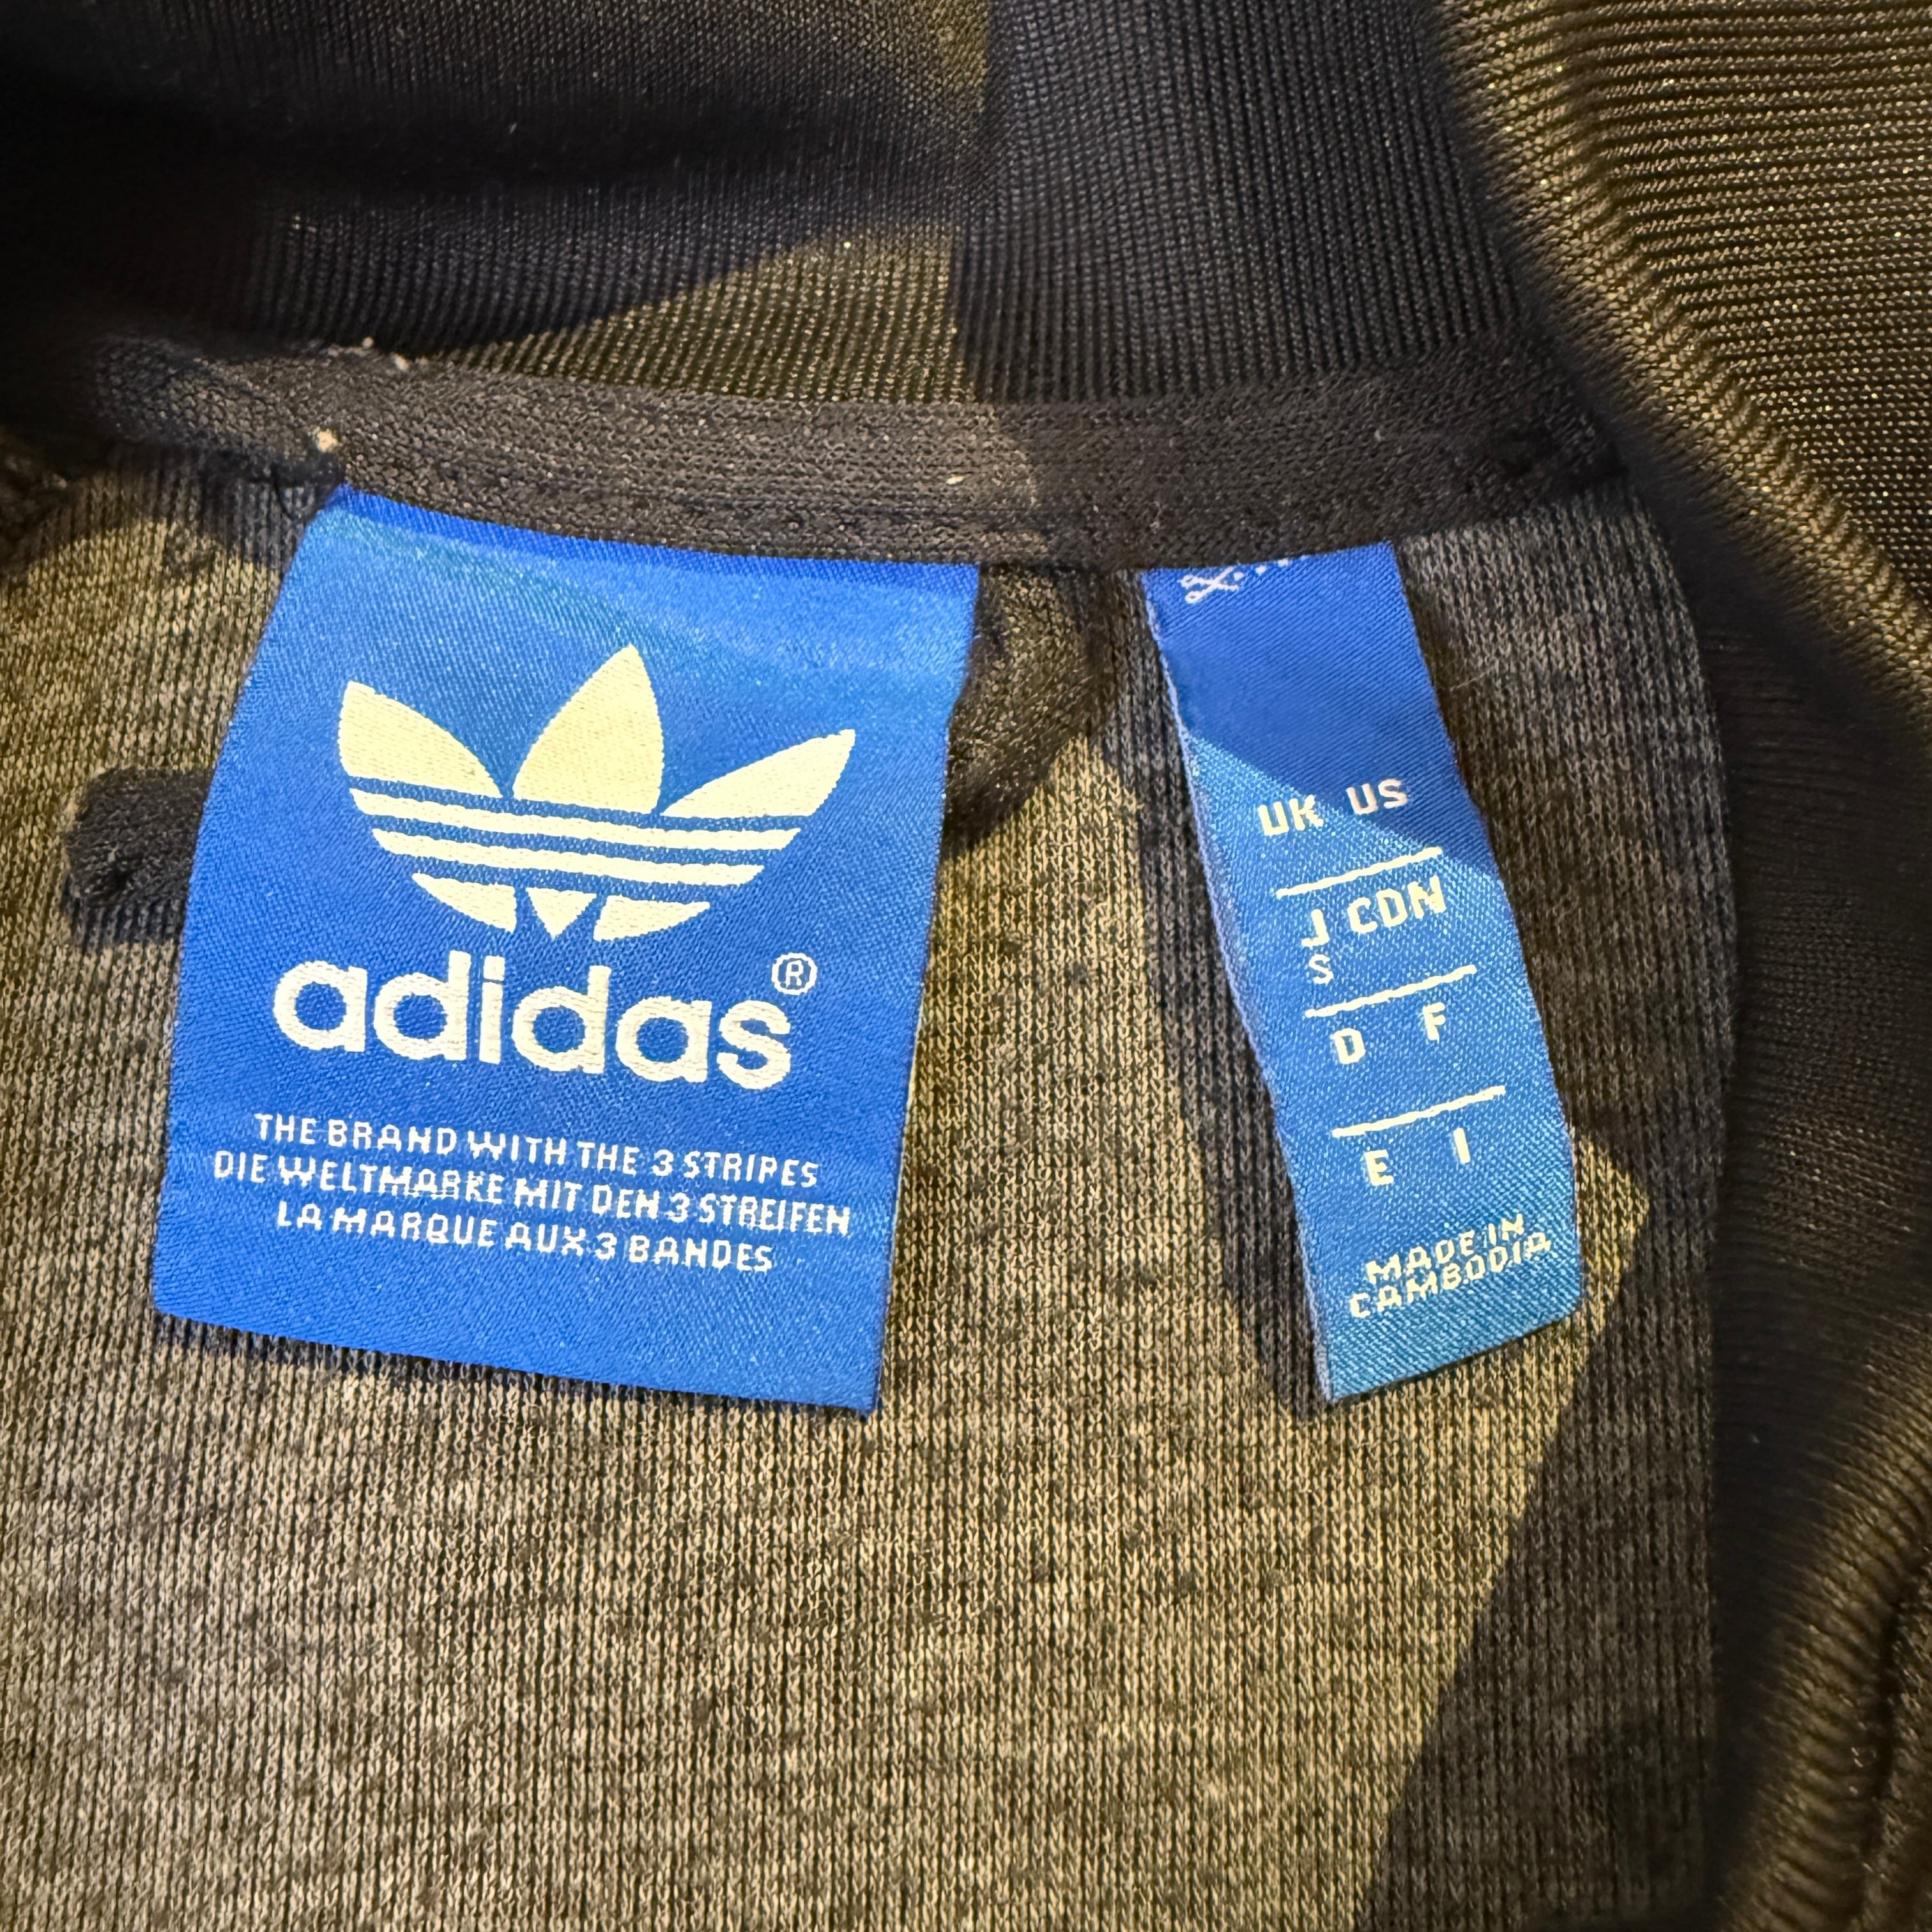 adidas®
THE BRAND WITH THE 3 STRIPES
DIE WELTMARKE MIT DEN 3 STREIFEN
LA MARQUE AUX 3 BANDES
UK US
J CDN
S
D F
E I
MADE IN
CAMBODIA